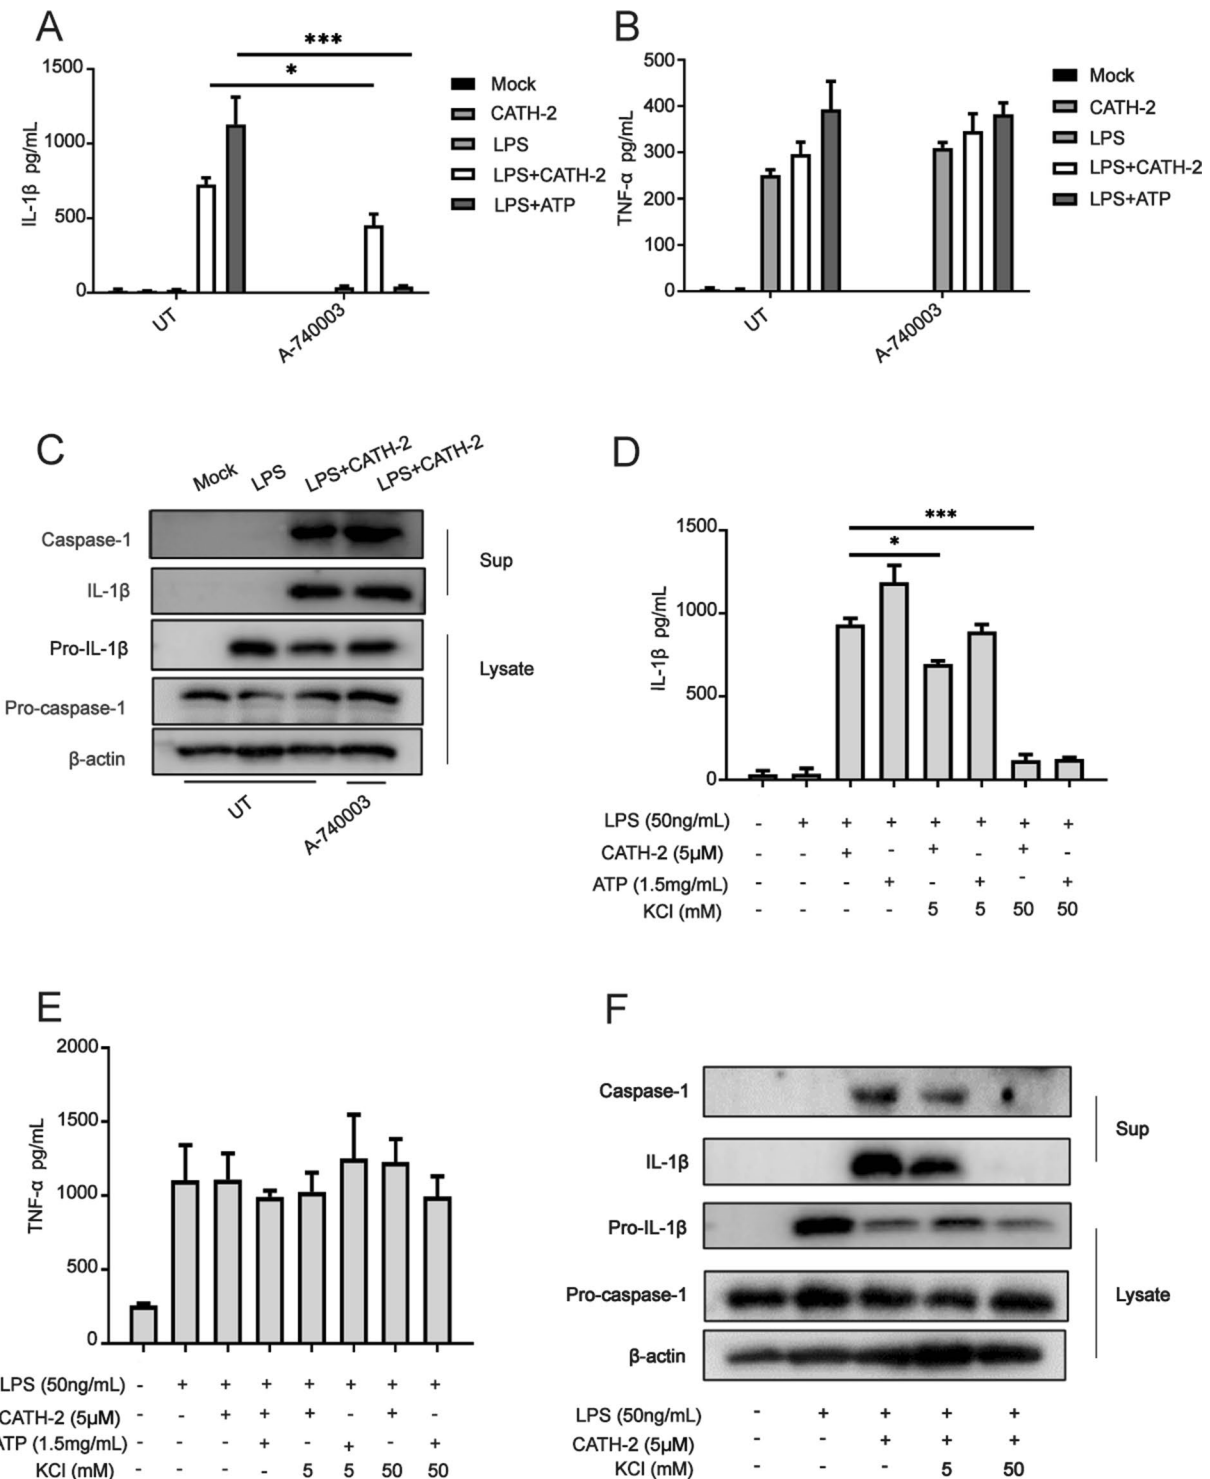 A
***
*
1500
1000
500
0
IL-1β pg/mL
UT
A-740003
Mock
CATH-2
LPS
LPS+CATH-2
LPS+ATP
B
500
400
300
200
100
0
TNF-α pg/mL
UT
A-740003
Mock
CATH-2
LPS
LPS+CATH-2
LPS+ATP
C
Mock LPS LPS+CATH-2 LPS+CATH-2
Caspase-1
IL-1β
Sup
Pro-IL-1β
Pro-caspase-1
β-actin
Lysate
UT
A-740003
D
***
*
1500
1000
500
0
IL-1β pg/mL
LPS (50ng/mL) - + + + + + + +
CATH-2 (5μM) - - + - + - + -
ATP (1.5mg/mL) - - - + - + - +
KCl (mM) - - - - 5 5 50 50
E
2000
1500
1000
500
0
TNF-α pg/mL
LPS (50ng/mL) - + + + + + + +
CATH-2 (5μM) - - + + + - + -
ATP (1.5mg/mL) - - - + - + - +
KCl (mM) - - - - 5 5 50 50
F
Caspase-1
IL-1β
Sup
Pro-IL-1β
Pro-caspase-1
β-actin
Lysate
LPS (50ng/mL) - + + + +
CATH-2 (5μM) - - + + +
KCl (mM) - - - 5 50